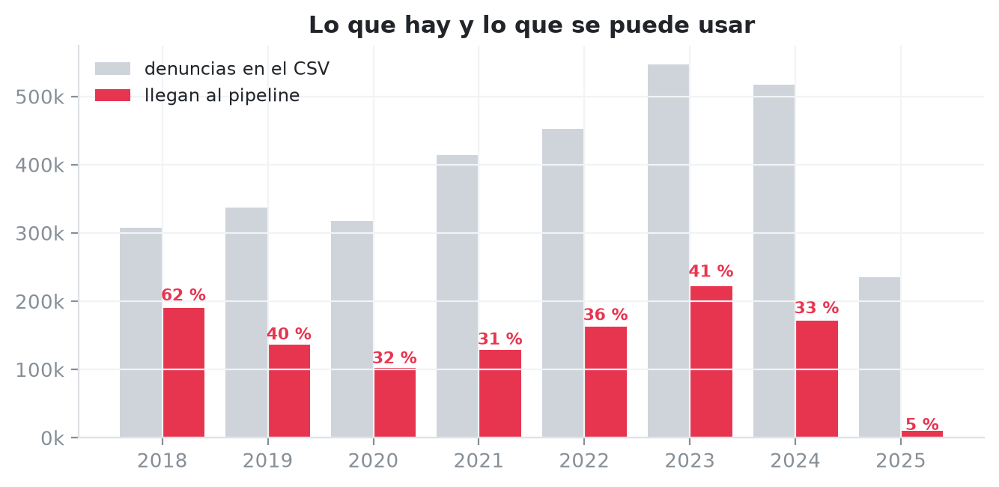 Lo que hay y lo que se puede usar
denuncias en el CSV
llegan al pipeline
500k
400k
300k
200k
100k
0k
62 %
40 %
32 %
31 %
36 %
41 %
33 %
5 %
2018 2019 2020 2021 2022 2023 2024 2025